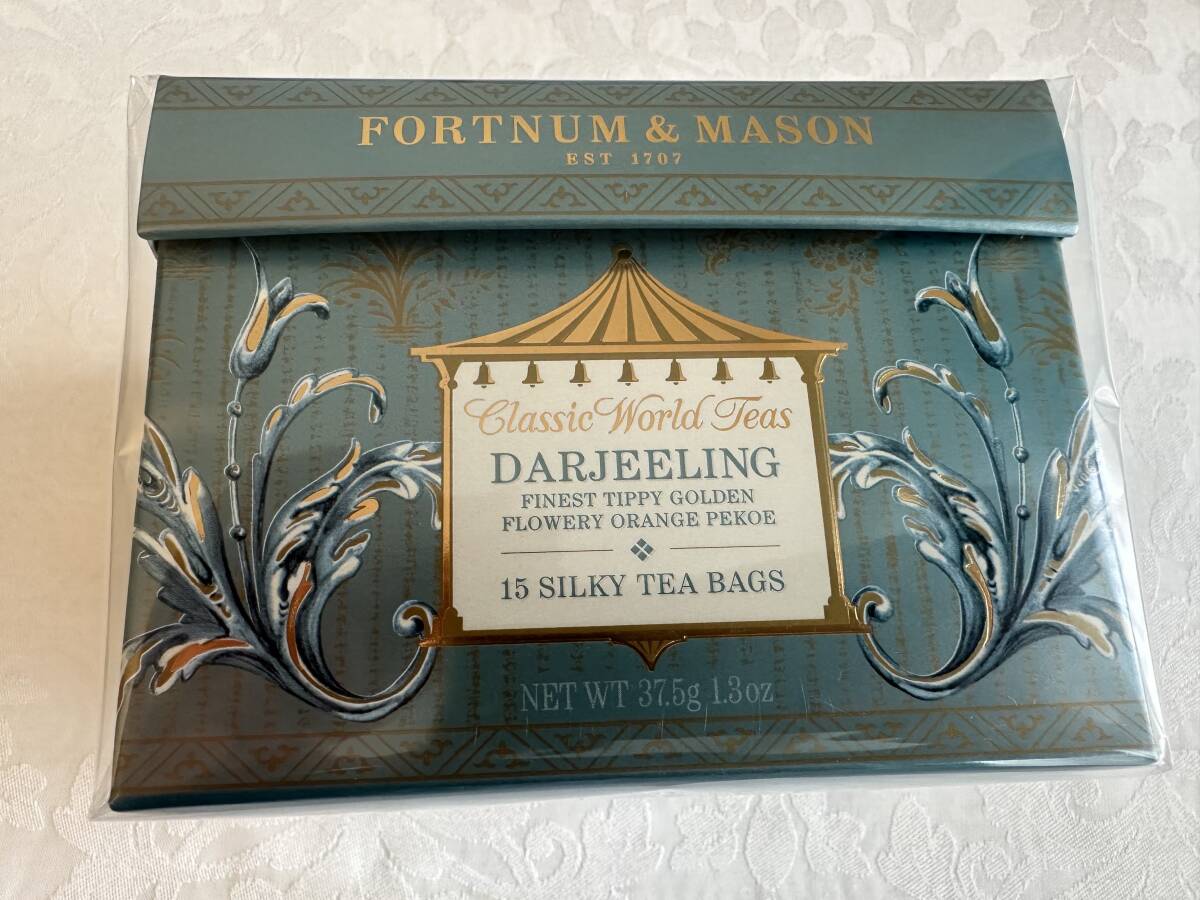 FORTNUM & MASON
EST 1707
Classic World Teas
DARJEELING
FINEST TIPPY GOLDEN
FLOWERY ORANGE PEKOE
15 SILKY TEA BAGS
NET WT 37.5g 1.3oz